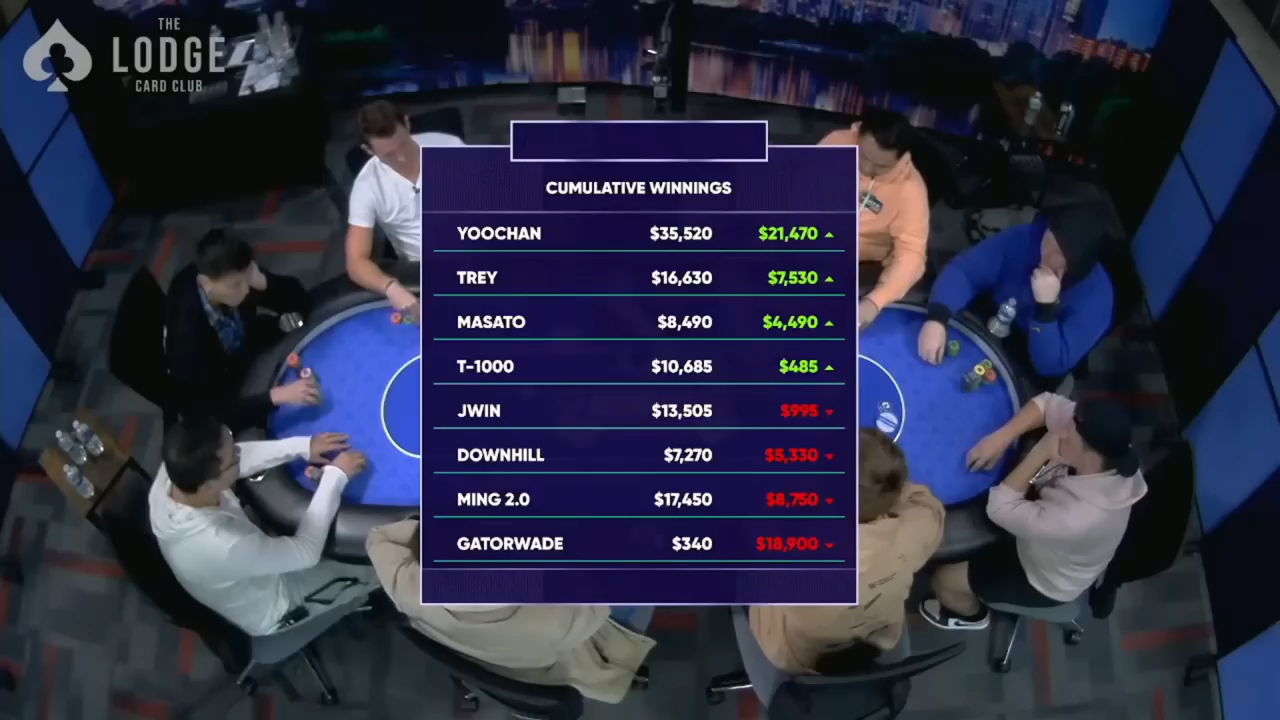 THE
LODGE
CARD CLUB
CUMULATIVE WINNINGS
YOOCHAN $35,520 $21,470
TREY $16,630 $7,530
MASATO $8,490 $4,490
T-1000 $10,685 $485
JWIN $13,505 $995
DOWNHILL $7,270 $5,330
MING 2.0 $17,450 $8,750
GATORWADE $340 $18,900